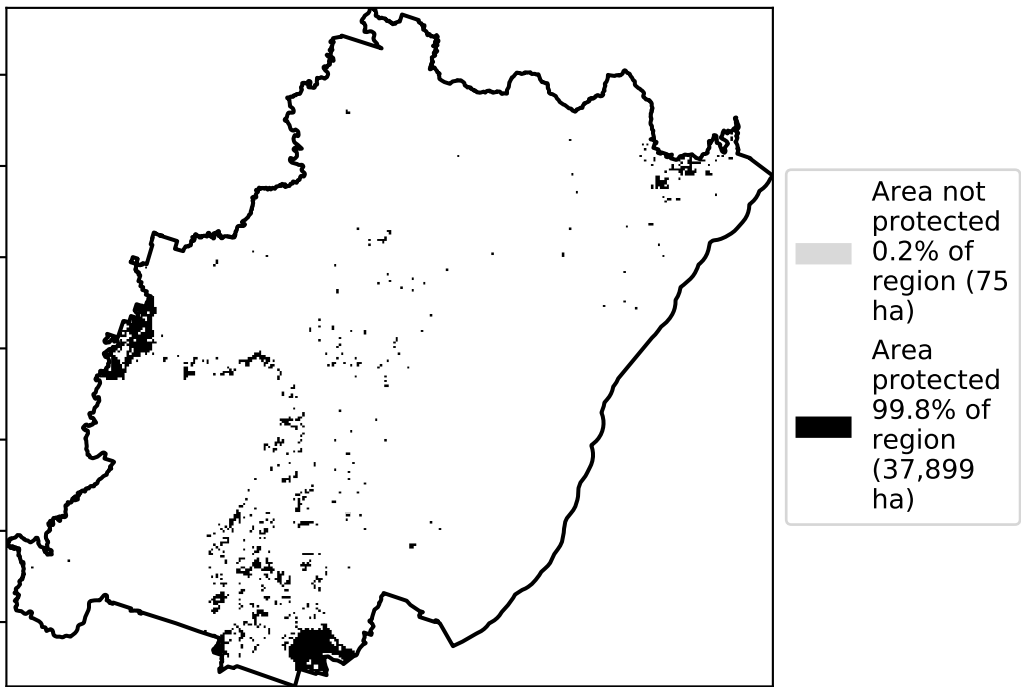 Area not
protected
0.2% of
region (75
ha)
Area
protected
99.8% of
region
(37,899
ha)